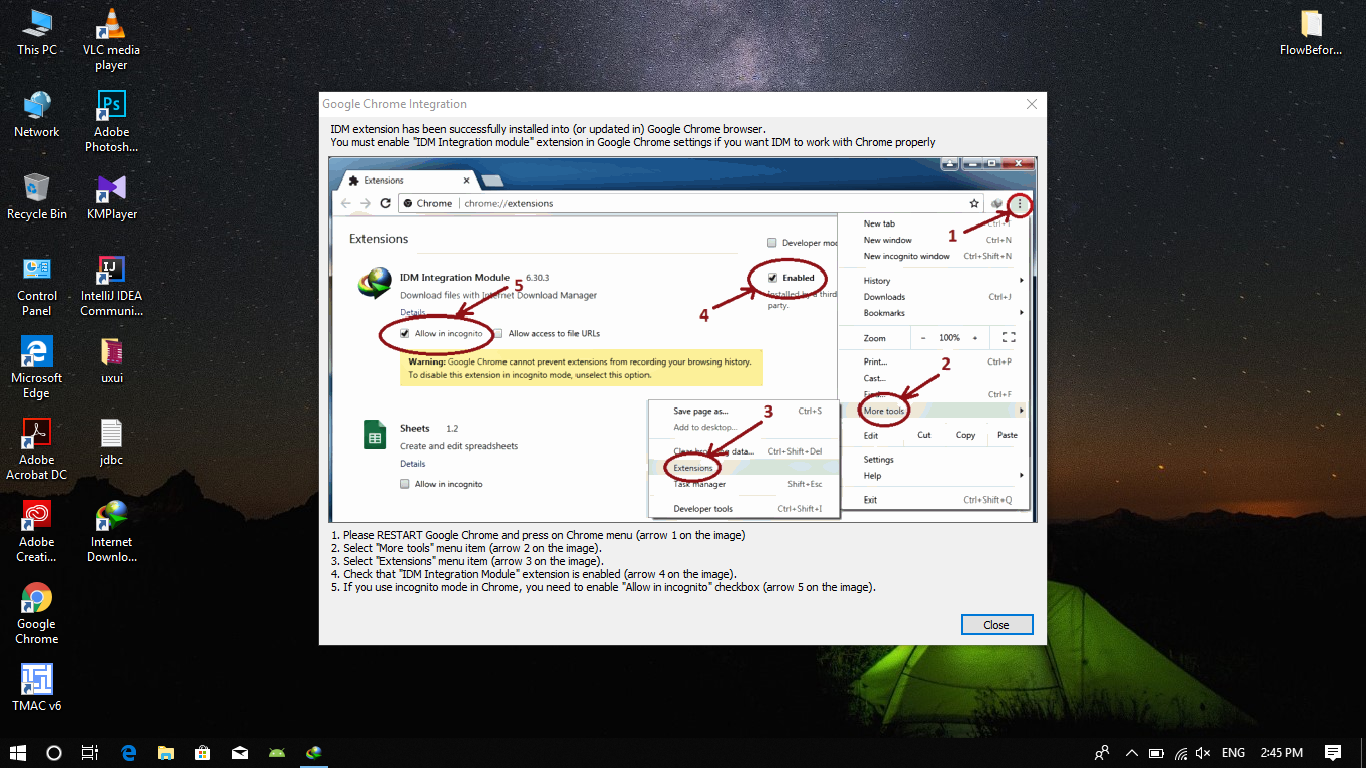 This PC
VLC media
player
Network
Adobe
Photosh...
Recycle Bin
KMPlayer
Control
Panel
IntelliJ IDEA
Communi...
Microsoft
Edge
uxui
Adobe
Acrobat DC
jdbc
Adobe
Creati...
Internet
Downlo...
Google
Chrome
TMAC v6
FlowBefor...
Google Chrome Integration
IDM extension has been successfully installed into (or updated in) Google Chrome browser.
You must enable "IDM Integration module" extension in Google Chrome settings if you want IDM to work with Chrome properly
Extensions
Chrome
chrome://extensions
1
Extensions
Developer mod
IDM Integration Module 6.30.3
Download files with Internet Download Manager
Details
5
Allow in incognito
Allow access to file URLs
Enabled
installed by a third
party.
4
Warning: Google Chrome cannot prevent extensions from recording your browsing history.
To disable this extension in incognito mode, unselect this option.
Sheets 1.2
Create and edit spreadsheets
Details
Allow in incognito
New tab Ctrl+T
New window Ctrl+N
New incognito window Ctrl+Shift+N
History
Downloads Ctrl+J
Bookmarks
Zoom - 100% +
Print... Ctrl+P
Cast...
2
Find... Ctrl+F
More tools
Edit Cut Copy Paste
Settings
Help
Exit Ctrl+Shift+Q
Save page as... Ctrl+S
3
Add to desktop...
Clear browsing data... Ctrl+Shift+Del
Extensions
Task manager Shift+Esc
Developer tools Ctrl+Shift+I
1. Please RESTART Google Chrome and press on Chrome menu (arrow 1 on the image)
2. Select "More tools" menu item (arrow 2 on the image).
3. Select "Extensions" menu item (arrow 3 on the image).
4. Check that "IDM Integration Module" extension is enabled (arrow 4 on the image).
5. If you use incognito mode in Chrome, you need to enable "Allow in incognito" checkbox (arrow 5 on the image).
Close
ENG
2:45 PM